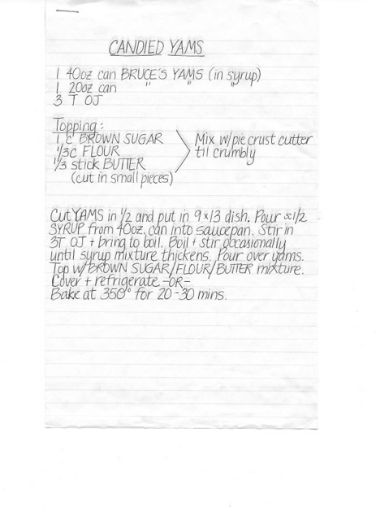 CANDIED YAMS
1 40oz can BRUCE'S YAMS (in syrup)
1 20oz can " " "
3 T OJ
Topping:
1 c BROWN SUGAR
1/3c FLOUR
1/3 stick BUTTER
(cut in small pieces)
Mix w/pie crust cutter
til crumbly
Cut YAMS in 1/2 and put in 9x13 dish. Pour ≈1/2
SYRUP from 40oz. can into saucepan. Stir in
3T OJ + bring to boil. Boil + stir occasionally
until syrup mixture thickens. Pour over yams.
Top w/BROWN SUGAR/FLOUR/BUTTER mixture.
Cover + refrigerate -OR-
Bake at 350° for 20-30 mins.